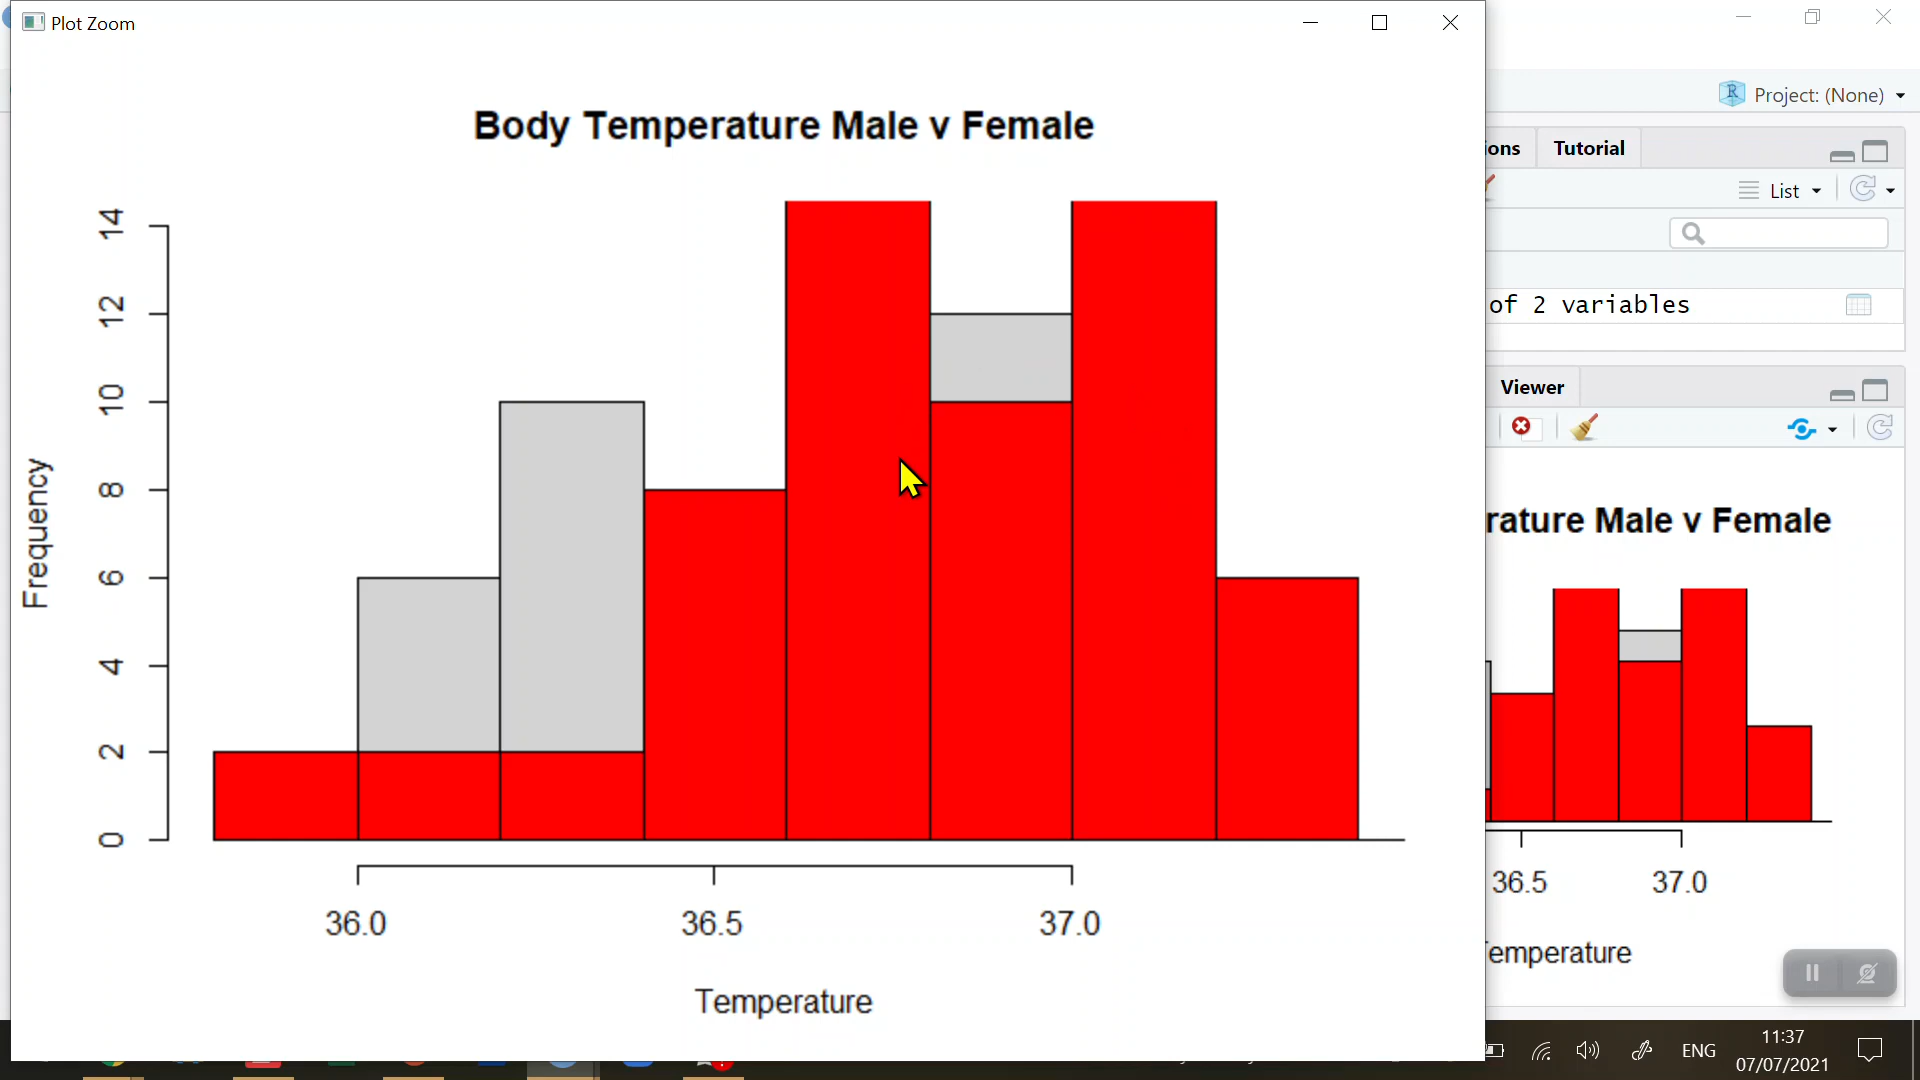 Plot Zoom
Body Temperature Male v Female
14
12
10
8
6
4
2
0
Frequency
36.0
36.5
37.0
Temperature
Project: (None)
ons
Tutorial
List
of 2 variables
Viewer
rature Male v Female
36.5
37.0
emperature
ENG
11:37
07/07/2021